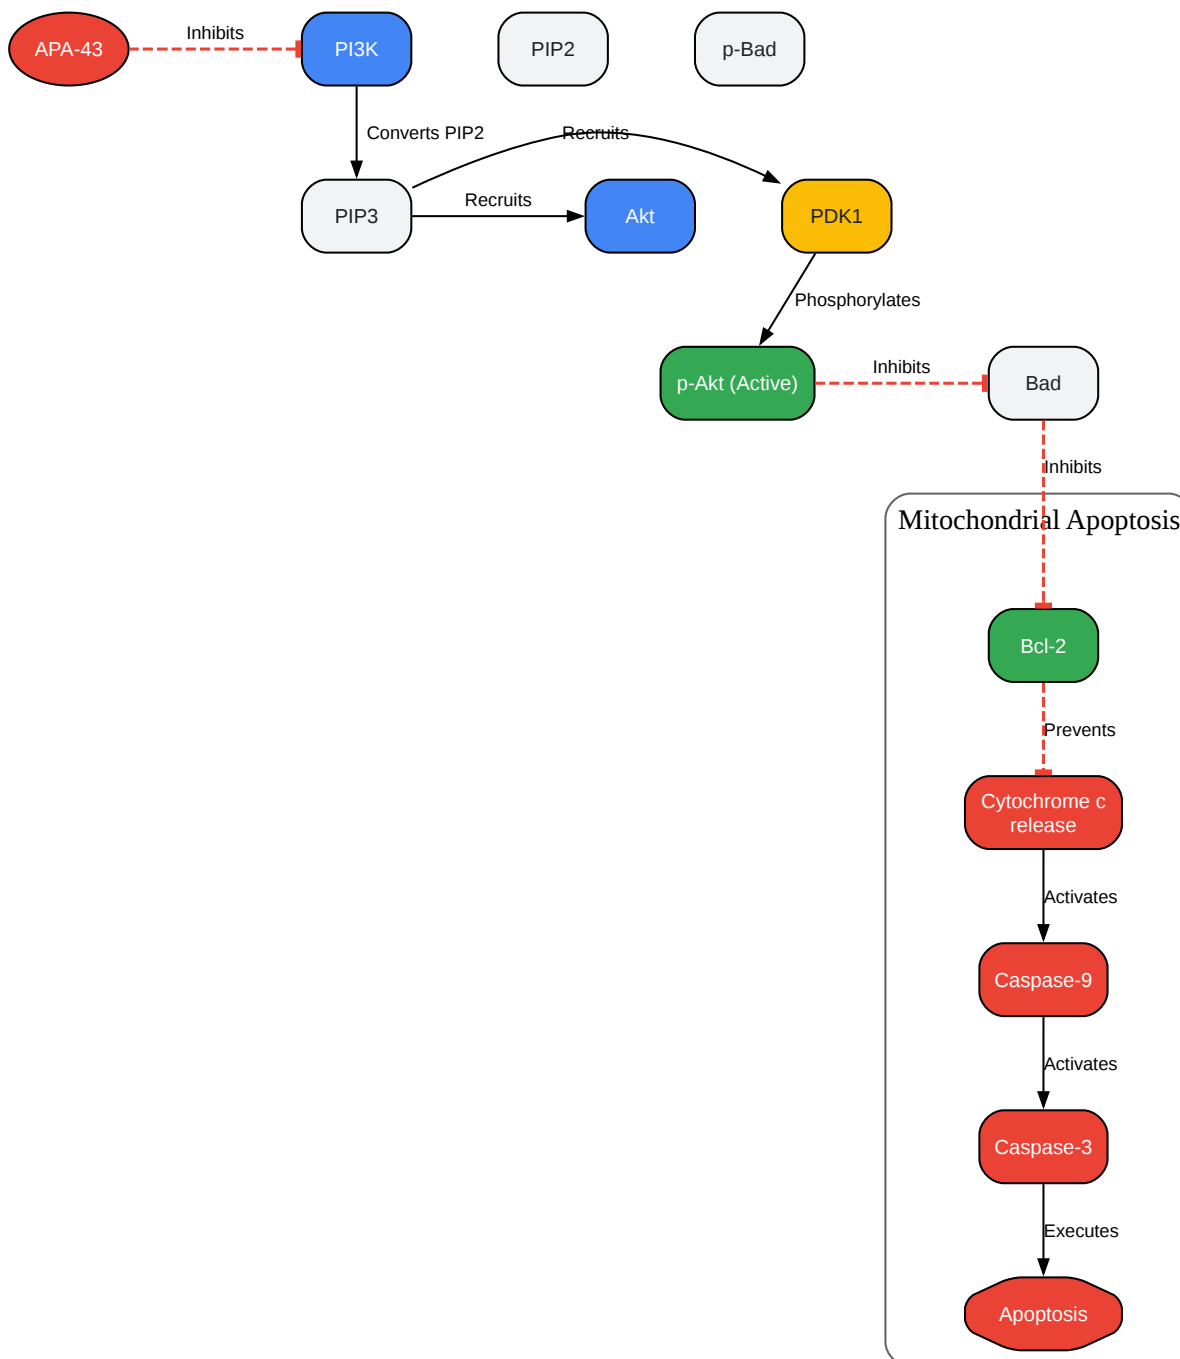 APA-43
Inhibits
PI3K
PIP2
p-Bad
Converts PIP2
Recruits
PIP3
Recruits
Akt
PDK1
Phosphorylates
p-Akt (Active)
Inhibits
Bad
Inhibits
Mitochondrial Apoptosis
Bcl-2
Prevents
Cytochrome c
release
Activates
Caspase-9
Activates
Caspase-3
Executes
Apoptosis